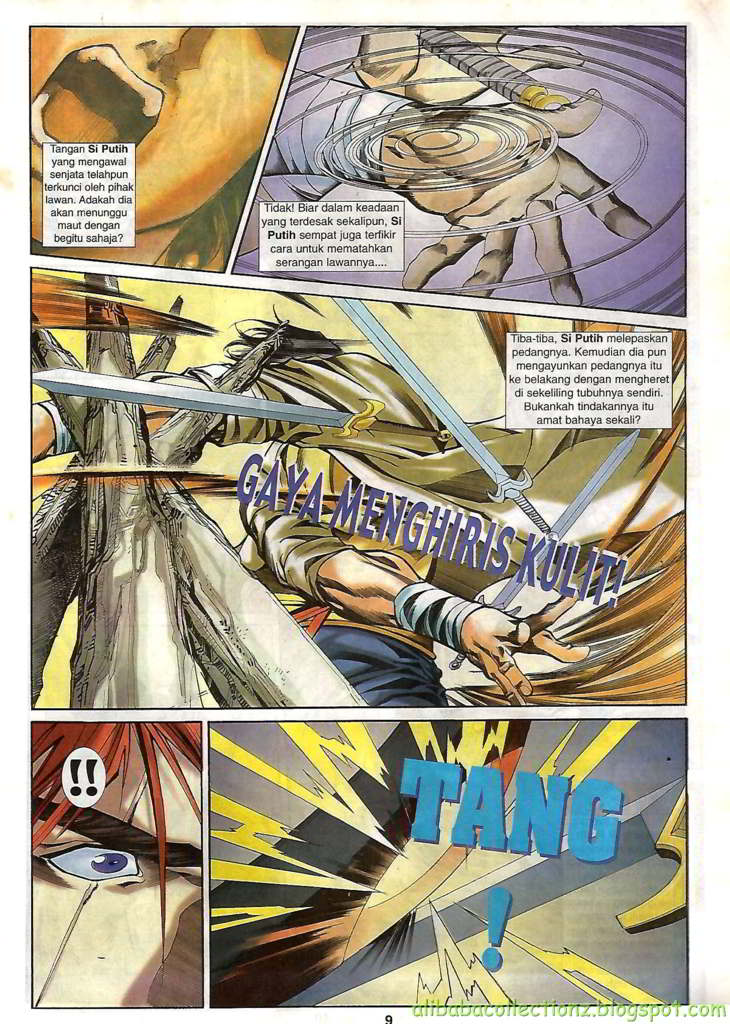 Tangan Si Putih
yang mengawal
senjata telahpun
terkunci oleh pihak
lawan. Adakah dia
akan menunggu
maut dengan
begitu sahaja?
Tidak! Biar dalam keadaan
yang terdesak sekalipun, Si
Putih sempat juga terfikir
cara untuk mematahkan
serangan lawannya....
Tiba-tiba, Si Putih melepaskan
pedangnya. Kemudian dia pun
mengayunkan pedangnya itu
ke belakang dengan mengheret
di sekeliling tubuhnya sendiri.
Bukankah tindakannya itu
amat bahaya sekali?
GAYA MENGHIRIS KULIT!
!!
TANG
!
9
alibabacollectionz.blogspot.com